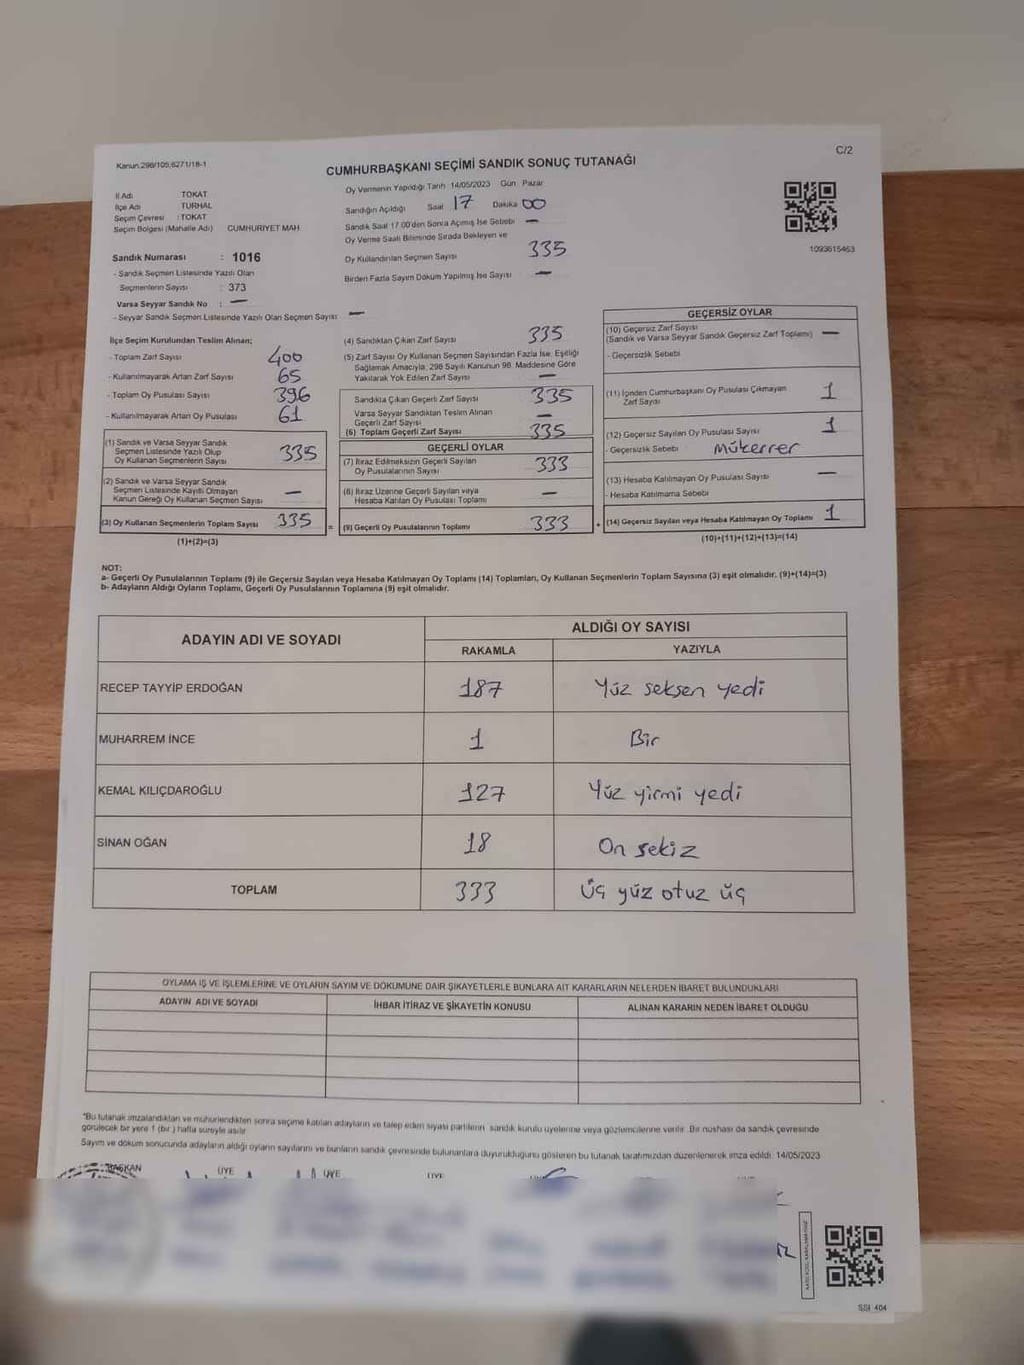 Kanun:298/105,6271/18-1
C/2
CUMHURBAŞKANI SEÇİMİ SANDIK SONUÇ TUTANAĞI
İl Adı TOKAT
İlçe Adı TURHAL
Seçim Çevresi : TOKAT
Seçim Bölgesi (Mahalle Adı) CUMHURIYET MAH
Sandık Numarası : 1016
- Sandık Seçmen Listesinde Yazılı Olan
Seçmenlerin Sayısı : 373
Varsa Seyyar Sandık No : —
- Seyyar Sandık Seçmen Listesinde Yazılı Olan Seçmen Sayısı —
Oy Vermenin Yapıldığı Tarih 14/05/2023 Gün Pazar
Sandığın Açıldığı Saat 17 Dakika 00
Sandık Saat 17.00'den Sonra Açımış İse Sebebi —
Oy Verme Saati Bitiminde Sırada Bekleyen ve
Oy Kullandırılan Seçmen Sayısı 335
Birden Fazla Sayım Döküm Yapılmış İse Sayısı —
1093615463
İlçe Seçim Kurulundan Teslim Alınan;
- Toplam Zarf Sayısı 400
- Kullanılmayarak Artan Zarf Sayısı 65
- Toplam Oy Pusulası Sayısı 396
- Kullanılmayarak Artan Oy Pusulası 61
(1) Sandık ve Varsa Seyyar Sandık
Seçmen Listesinde Yazılı Olup
Oy Kullanan Seçmenlerin Sayısı 335
(2) Sandık ve Varsa Seyyar Sandık
Seçmen Listesinde Kayıtlı Olmayan
Kanun Gereği Oy Kullanan Seçmen Sayısı —
(3) Oy Kullanan Seçmenlerin Toplam Sayısı 335
(1)+(2)=(3)
(4) Sandıktan Çıkan Zarf Sayısı 335
(5) Zarf Sayısı Oy Kullanan Seçmen Sayısından Fazla İse, Eşitliği
Sağlamak Amacıyla, 298 Sayılı Kanunun 98. Maddesine Göre
Yakılarak Yok Edilen Zarf Sayısı —
Sandıkta Çıkan Geçerli Zarf Sayısı 335
Varsa Seyyar Sandıktan Teslim Alınan
Geçerli Zarf Sayısı —
(6) Toplam Geçerli Zarf Sayısı 335
GEÇERLİ OYLAR
(7) İtiraz Edilmeksizin Geçerli Sayılan
Oy Pusulalarının Sayısı 333
(8) İtiraz Üzerine Geçerli Sayılan veya
Hesaba Katılan Oy Pusulası Toplamı —
= (9) Geçerli Oy Pusulalarının Toplamı 333
GEÇERSİZ OYLAR
(10) Geçersiz Zarf Sayısı
(Sandık ve Varsa Seyyar Sandık Geçersiz Zarf Toplamı) —
- Geçersizlik Sebebi
(11) İçinden Cumhurbaşkanı Oy Pusulası Çıkmayan
Zarf Sayısı 1
(12) Geçersiz Sayılan Oy Pusulası Sayısı 1
- Geçersizlik Sebebi Mükerrer
(13) Hesaba Katılmayan Oy Pusulası Sayısı —
- Hesaba Katılmama Sebebi
+ (14) Geçersiz Sayılan veya Hesaba Katılmayan Oy Toplamı 1
(10)+(11)+(12)+(13)=(14)
NOT:
a- Geçerli Oy Pusulalarının Toplamı (9) ile Geçersiz Sayılan veya Hesaba Katılmayan Oy Toplamı (14) Toplamları, Oy Kullanan Seçmenlerin Toplam Sayısına (3) eşit olmalıdır. (9)+(14)=(3)
b- Adayların Aldığı Oyların Toplamı, Geçerli Oy Pusulalarının Toplamına (9) eşit olmalıdır.
ADAYIN ADI VE SOYADI ALDIĞI OY SAYISI
RAKAMLA YAZIYLA
RECEP TAYYİP ERDOĞAN 187 Yüz seksen yedi
MUHARREM İNCE 1 Bir
KEMAL KILIÇDAROĞLU 127 Yüz yirmi yedi
SİNAN OĞAN 18 On sekiz
TOPLAM 333 üç yüz otuz üç
OYLAMA İŞ VE İŞLEMLERİNE VE OYLARIN SAYIM VE DÖKÜMÜNE DAİR ŞİKAYETLERLE BUNLARA AİT KARARLARIN NELERDEN İBARET BULUNDUKLARI
ADAYIN ADI VE SOYADI İHBAR İTİRAZ VE ŞİKAYETİN KONUSU ALINAN KARARIN NEDEN İBARET OLDUĞU
*Bu tutanak imzalandıktan ve mühürlendikten sonra seçime katılan adayların ve talep eden siyasi partilerin sandık kurulu üyelerine veya gözlemcilerine verilir. Bir nüshası da sandık çevresinde
görülecek bir yere 1 (bir) hafta süreyle asılır.
Sayım ve döküm sonucunda adayların aldığı oyların sayılarını ve bunların sandık çevresinde bulunanlara duyurulduğunu gösteren bu tutanak tarafımızdan düzenlenerek imza edildi: 14/05/2023
BAŞKAN ÜYE ÜYE ÜYE
SSI 404